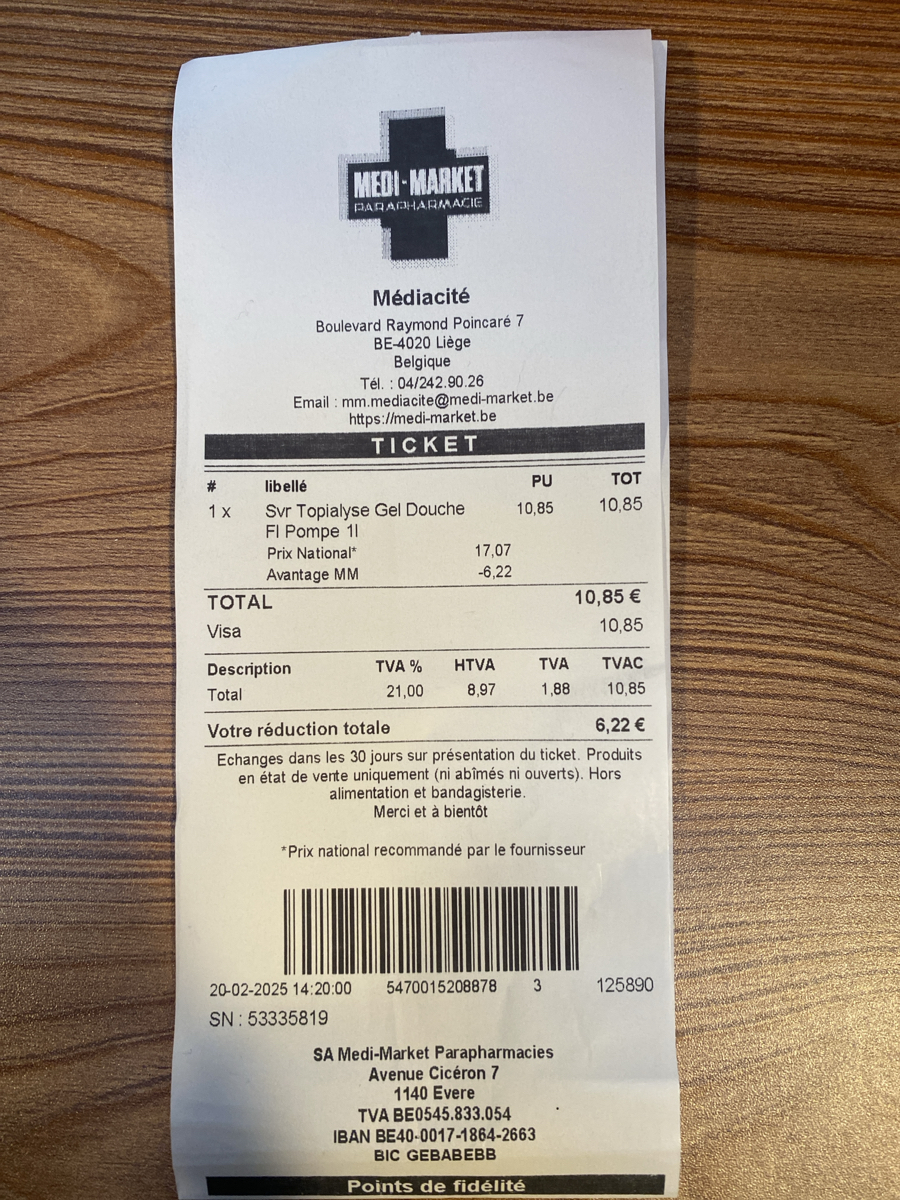 MEDI-MARKET
PARAPHARMACIE
Médiacité
Boulevard Raymond Poincaré 7
BE-4020 Liège
Belgique
Tél. : 04/242.90.26
Email : mm.mediacite@medi-market.be
https://medi-market.be
TICKET
# libellé PU TOT
1 x Svr Topialyse Gel Douche 10,85 10,85
Fl Pompe 1l
Prix National* 17,07
Avantage MM -6,22
TOTAL 10,85 €
Visa 10,85
Description TVA % HTVA TVA TVAC
Total 21,00 8,97 1,88 10,85
Votre réduction totale 6,22 €
Echanges dans les 30 jours sur présentation du ticket. Produits
en état de vente uniquement (ni abîmés ni ouverts). Hors
alimentation et bandagisterie.
Merci et à bientôt
*Prix national recommandé par le fournisseur
20-02-2025 14:20:00 5470015208878 3 125890
SN : 53335819
SA Medi-Market Parapharmacies
Avenue Cicéron 7
1140 Evere
TVA BE0545.833.054
IBAN BE40-0017-1864-2663
BIC GEBABEBB
Points de fidélité